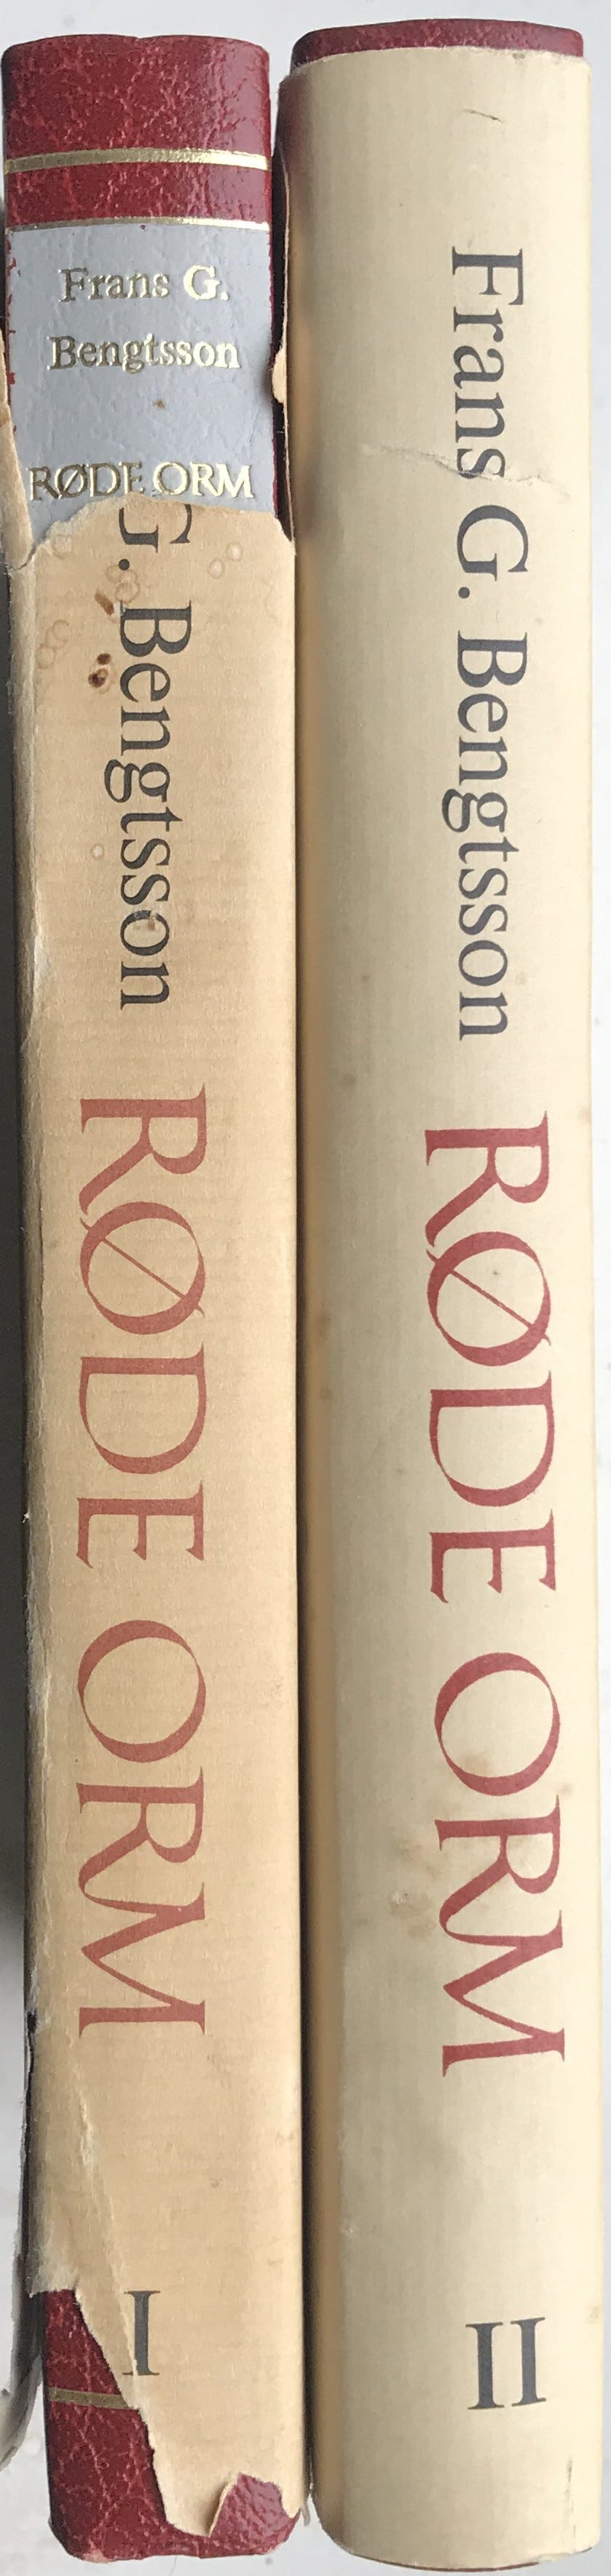 Frans G.
Bengtsson
RØDE ORM
G. Bengtsson RØDE ORM I
Frans G. Bengtsson RØDE ORM II